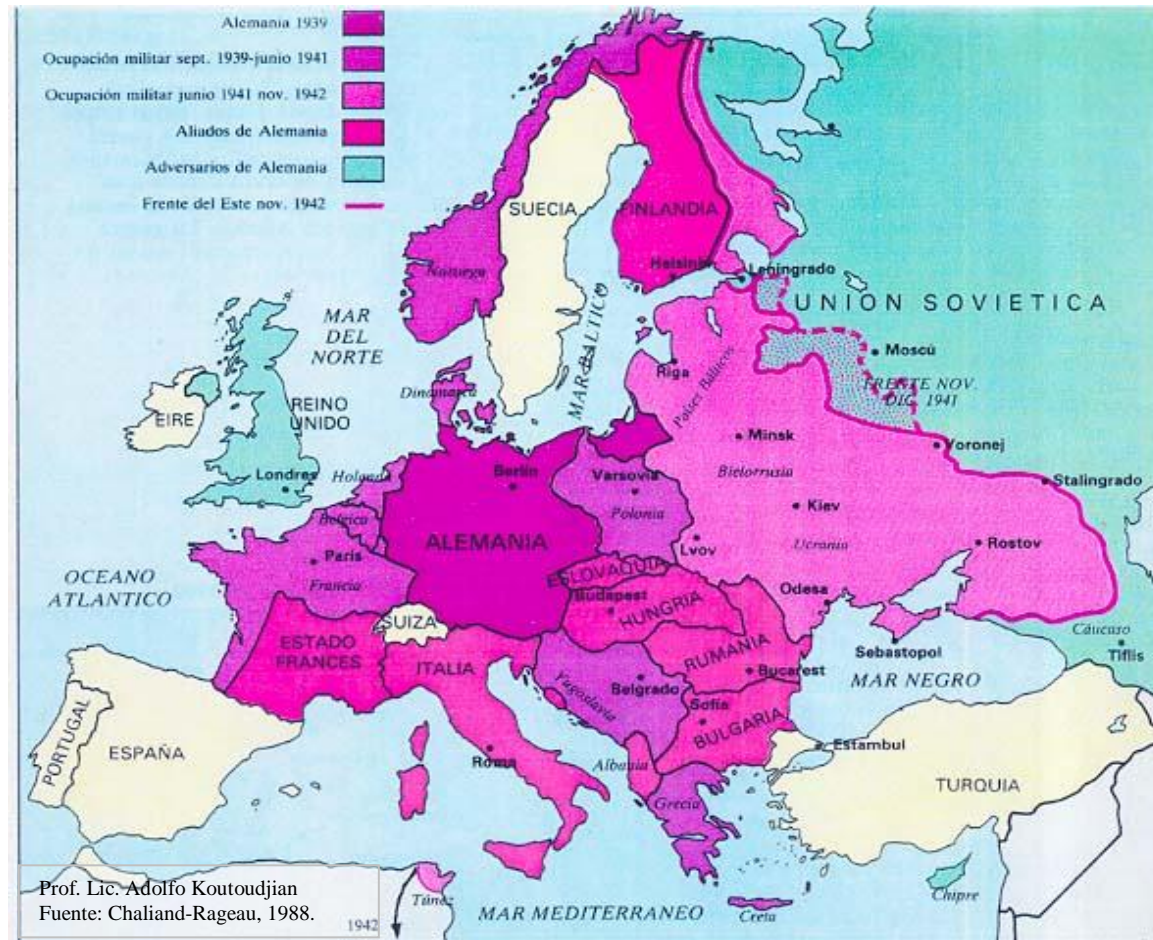 Alemania 1939
Ocupación militar sept. 1939-junio 1941
Ocupación militar junio 1941 nov. 1942
Aliados de Alemania
Adversarios de Alemania
Frente del Este nov. 1942
SUECIA
FINLANDIA
Noruega
Helsinki
Leningrado
UNION SOVIETICA
MAR
DEL
NORTE
MAR BALTICO
Moscú
Riga
Países Bálticos
FRENTE NOV.
DIC. 1941
Dinamarca
EIRE
REINO
UNIDO
Minsk
Bielorrusia
Voronej
Londres
Holanda
Berlín
Varsovia
Polonia
Stalingrado
Bélgica
ALEMANIA
Kiev
Ucrania
Lvov
Rostov
París
Francia
OCEANO
ATLANTICO
ESLOVAQUIA
Budapest
HUNGRIA
Odesa
SUIZA
ESTADO
FRANCES
ITALIA
RUMANIA
Bucarest
Sebastopol
Cáucaso
Tiflis
MAR NEGRO
Yugoslavia
Belgrado
Sofía
BULGARIA
PORTUGAL
ESPAÑA
Roma
Albania
Estambul
TURQUIA
Grecia
Prof. Lic. Adolfo Koutoudjian
Fuente: Chaliand-Rageau, 1988.
1942
Túnez
MAR MEDITERRANEO
Creta
Chipre